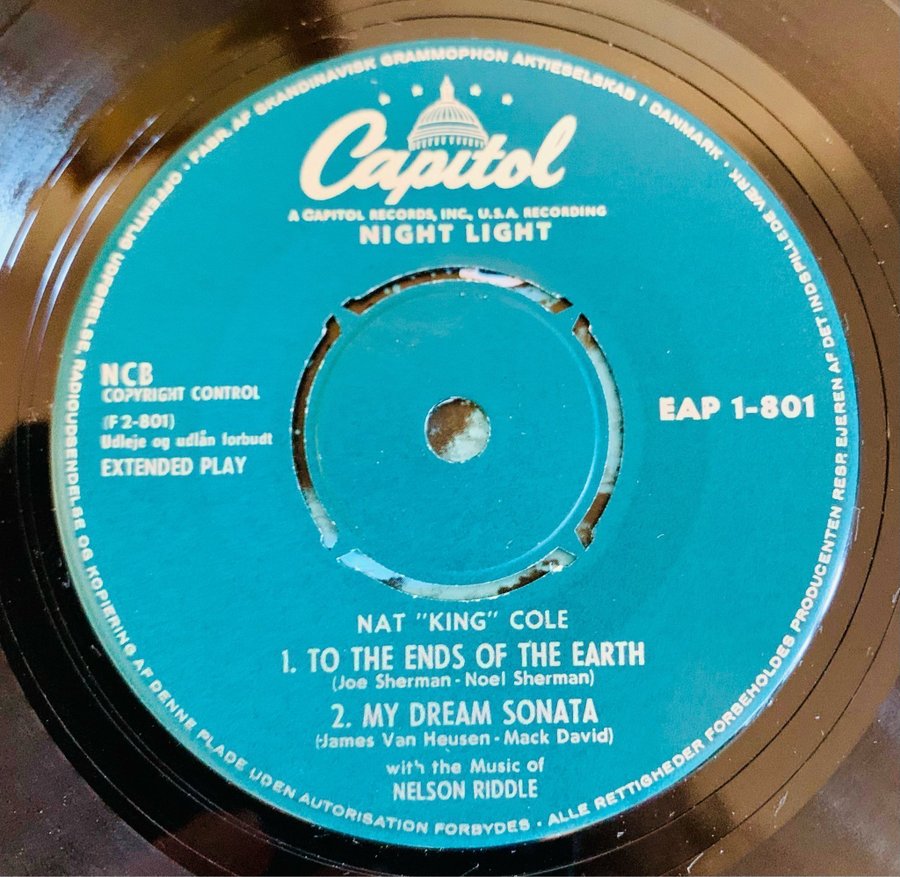 FABR. AF SKANDINAVISK GRAMMOPHON AKTIESELSKAB I DANMARK · ALLE RETTIGHEDER FORBEHOLDES PRODUCENTEN RESP. EJEREN AF DET INDSPILLEDE VÆRK · OFFENTLIG UDFØRELSE, RADIOUDSENDELSE OG KOPIERING AF DENNE PLADE UDEN AUTORISATION FORBYDES ·
Capitol
A CAPITOL RECORDS, INC., U.S.A. RECORDING
NIGHT LIGHT
NCB
COPYRIGHT CONTROL
(F 2-801)
Udleje og udlån forbudt
EXTENDED PLAY
EAP 1-801
NAT "KING" COLE
1. TO THE ENDS OF THE EARTH
(Joe Sherman - Noel Sherman)
2. MY DREAM SONATA
(James Van Heusen - Mack David)
with the Music of
NELSON RIDDLE